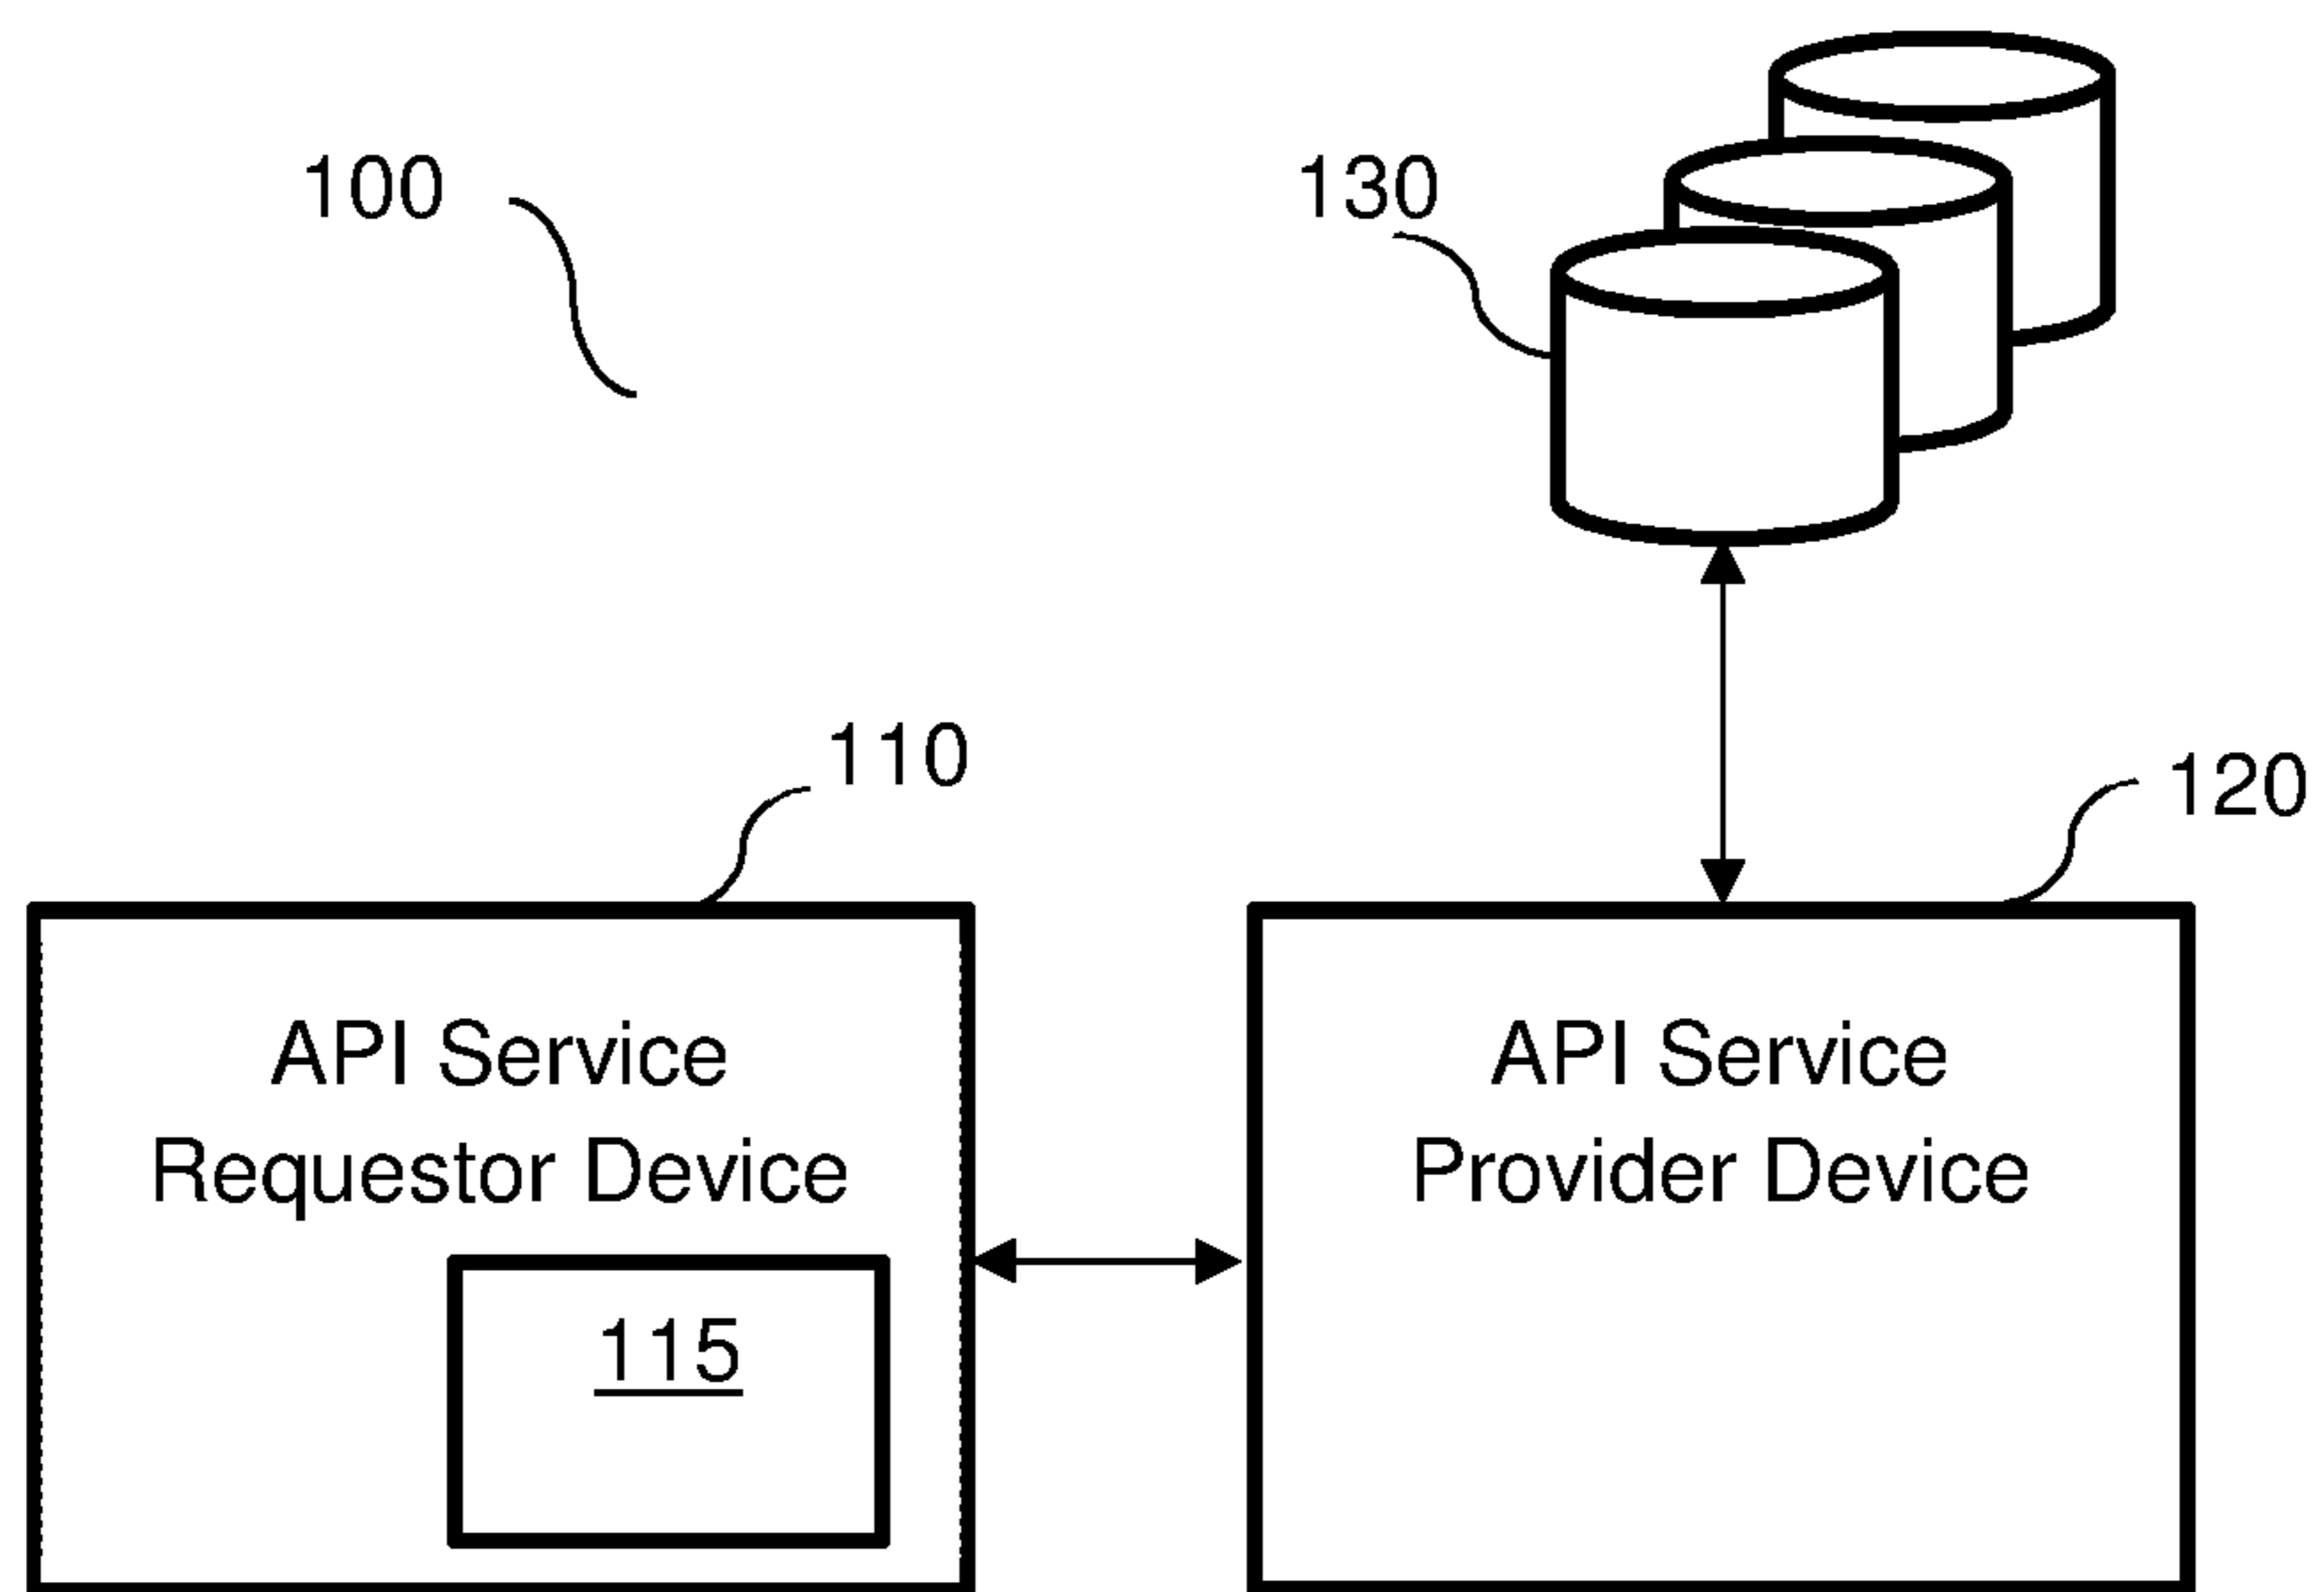 100
130
110
120
API Service
Requestor Device
115
API Service
Provider Device